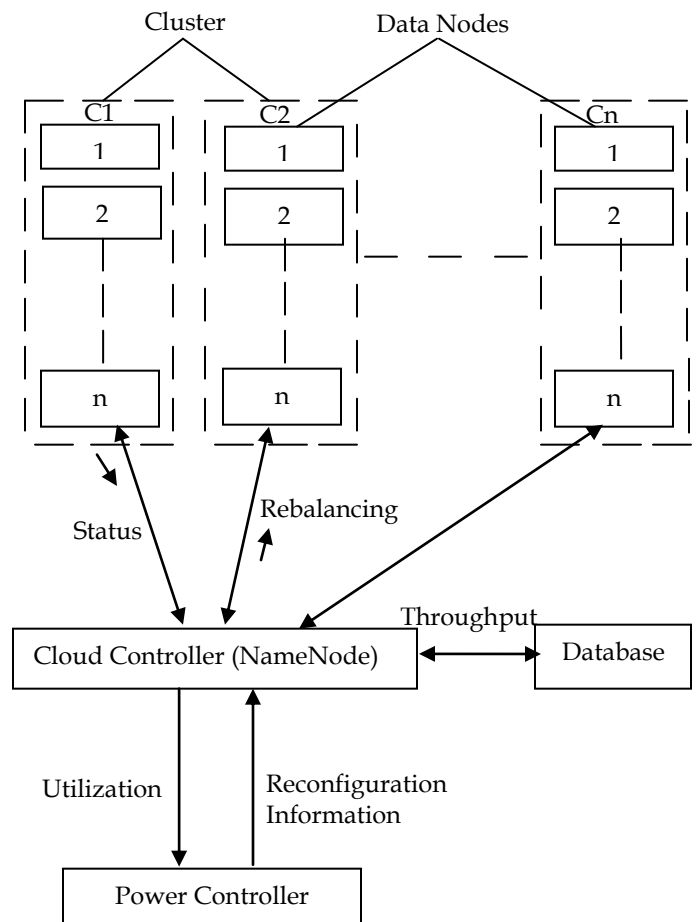 Cluster
Data Nodes
C1
C2
Cn
1
1
1
2
2
2
n
n
n
Status
Rebalancing
Throughput
Cloud Controller (NameNode)
Database
Utilization
Reconfiguration
Information
Power Controller